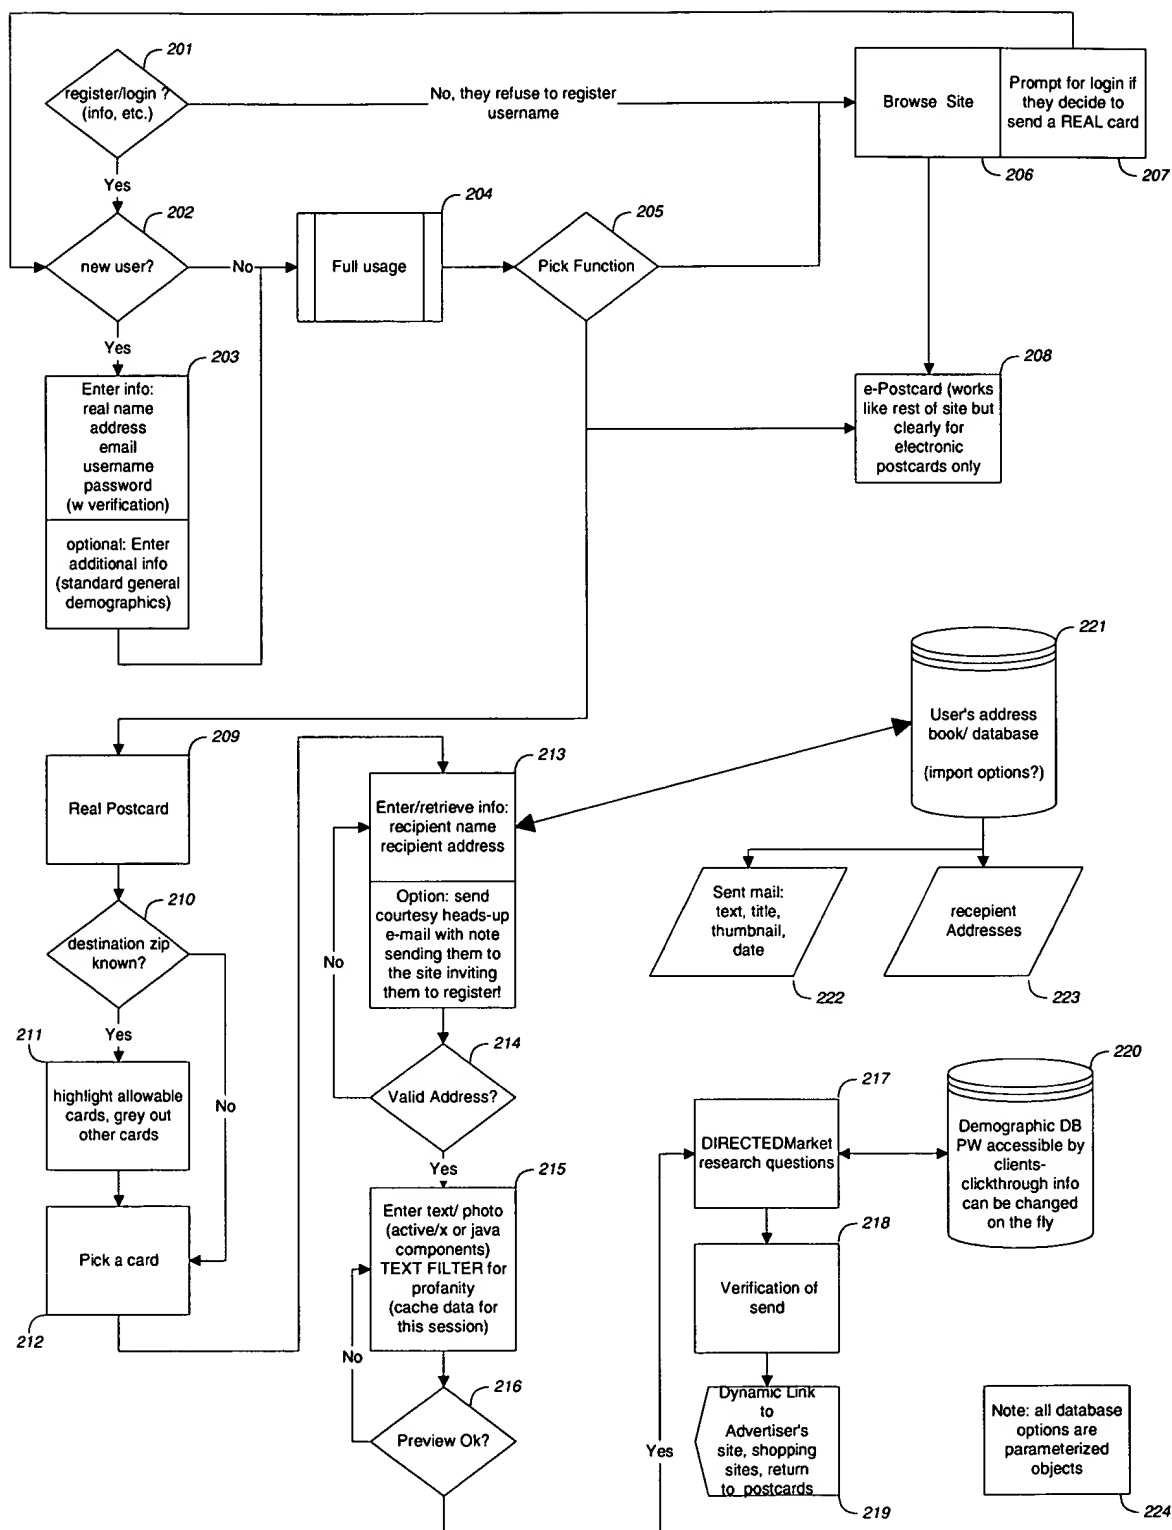 201
register/login ?
(info, etc.)
No, they refuse to register
username
Browse Site
Prompt for login if
they decide to
send a REAL card
206
207
Yes
202
new user?
No
204
Full usage
205
Pick Function
Yes
203
Enter info:
real name
address
email
username
password
(w verification)
optional: Enter
additional info
(standard general
demographics)
208
e-Postcard (works
like rest of site but
clearly for
electronic
postcards only
221
User's address
book/ database
(import options?)
209
Real Postcard
213
Enter/retrieve info:
recipient name
recipient address
Option: send
courtesy heads-up
e-mail with note
sending them to
the site inviting
them to register!
No
Sent mail:
text, title,
thumbnail,
date
222
recepient
Addresses
223
210
destination zip
known?
Yes
No
211
highlight allowable
cards, grey out
other cards
Pick a card
212
214
Valid Address?
Yes
215
Enter text/ photo
(active/x or java
components)
TEXT FILTER for
profanity
(cache data for
this session)
No
216
Preview Ok?
Yes
217
DIRECTEDMarket
research questions
220
Demographic DB
PW accessible by
clients-
clickthrough info
can be changed
on the fly
218
Verification of
send
Dynamic Link
to
Advertiser's
site, shopping
sites, return
to postcards
219
Note: all database
options are
parameterized
objects
224